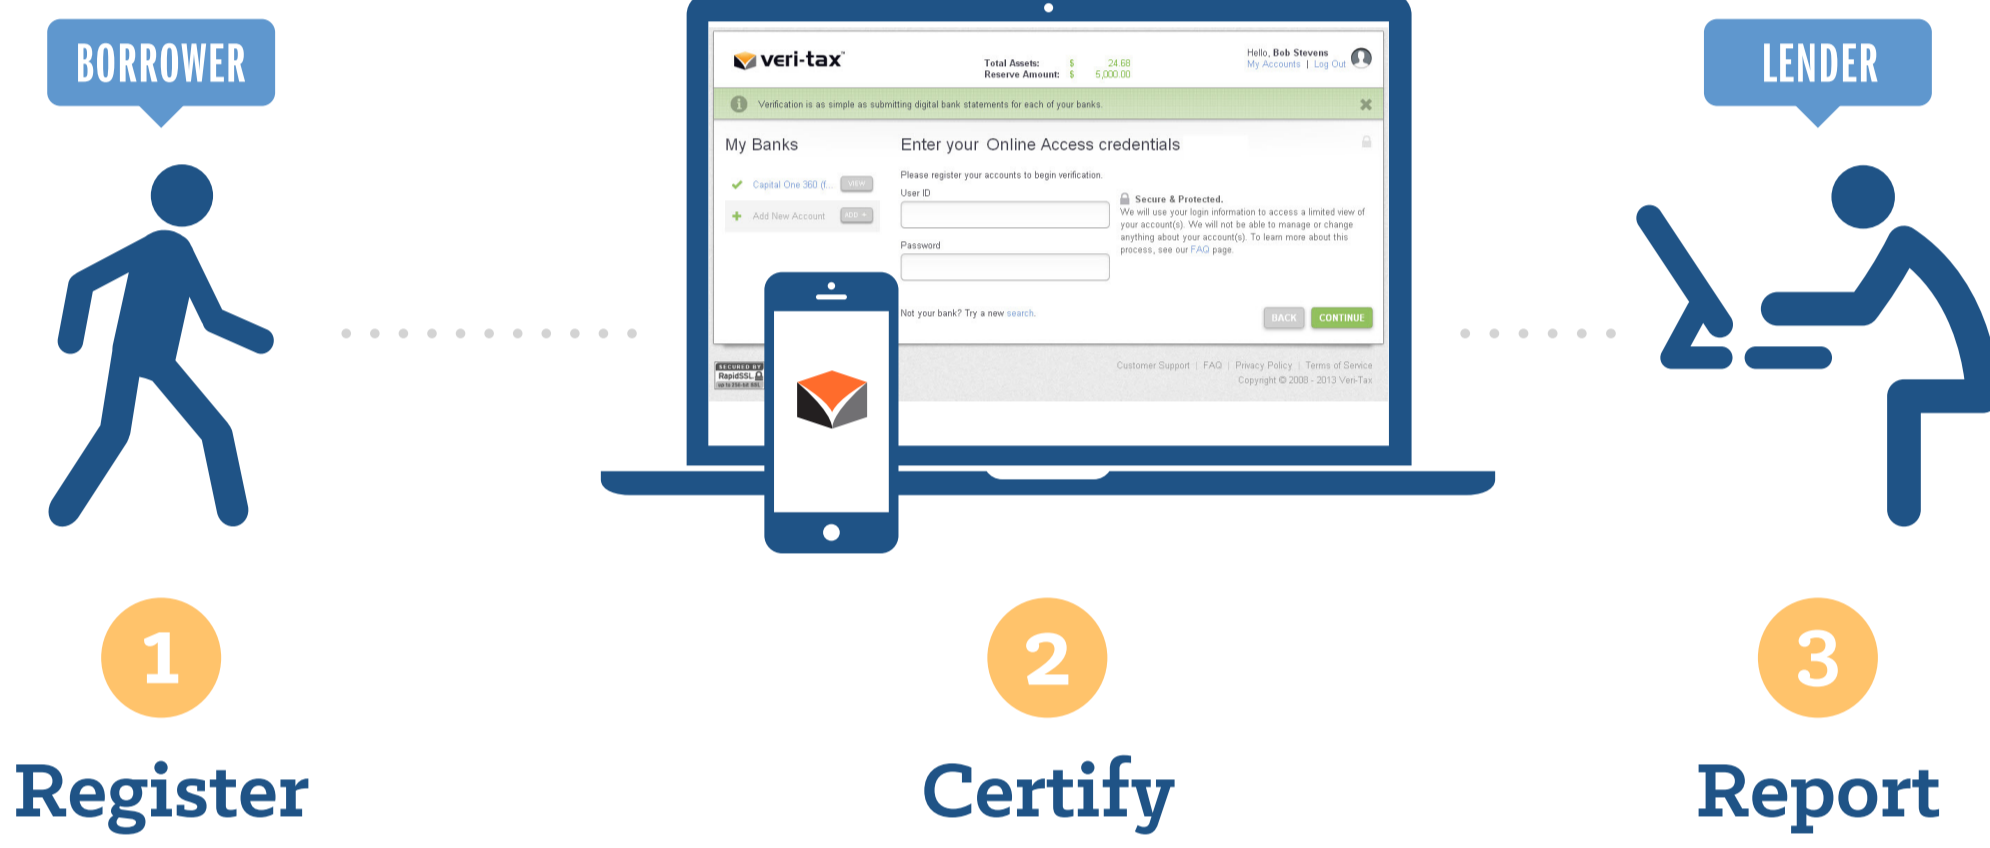 BORROWER
LENDER
veri-tax™
Total Assets: $ 24.68
Reserve Amount: $ 5,000.00
Hello, Bob Stevens
My Accounts | Log Out
Verification is as simple as submitting digital bank statements for each of your banks.
My Banks
Capital One 360 (f... VIEW
Add New Account ADD
Enter your Online Access credentials
Please register your accounts to begin verification.
User ID
Password
Secure & Protected.
We will use your login information to access a limited view of
your account(s). We will not be able to manage or change
anything about your account(s). To learn more about this
process, see our FAQ page.
Not your bank? Try a new search.
BACK CONTINUE
SECURED BY
RapidSSL
Customer Support | FAQ | Privacy Policy | Terms of Service
Copyright © 2008 - 2013 Veri-Tax
1
Register
2
Certify
3
Report